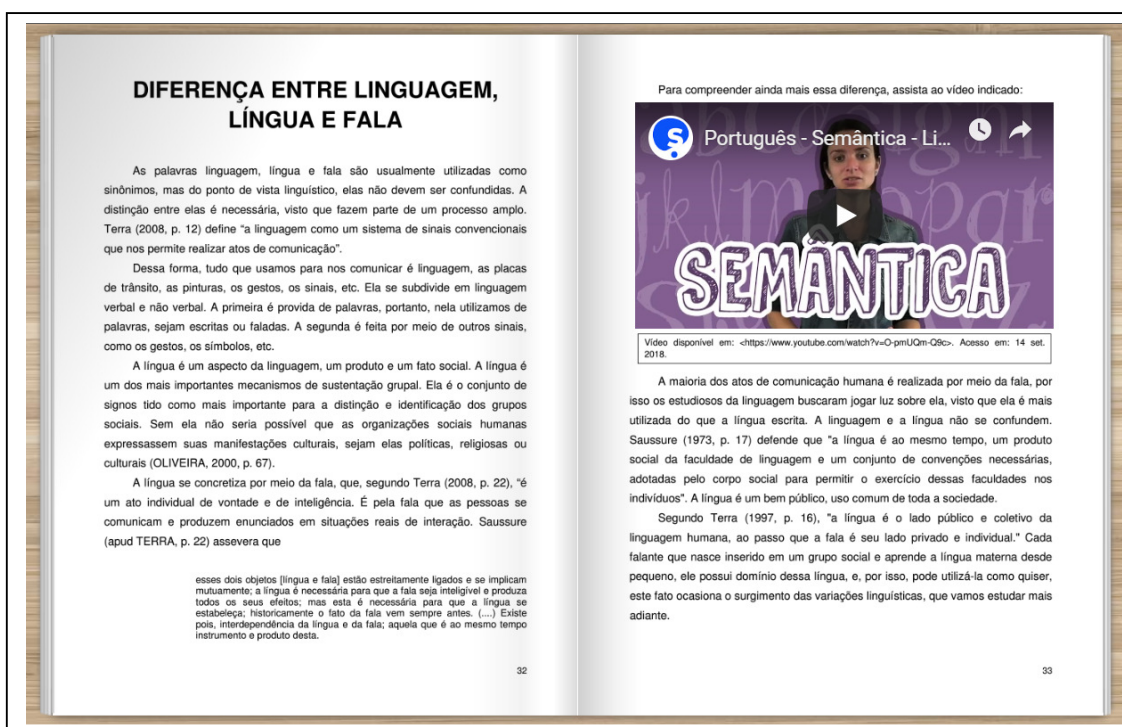 DIFERENÇA ENTRE LINGUAGEM,
LÍNGUA E FALA
As palavras linguagem, língua e fala são usualmente utilizadas como
sinônimos, mas do ponto de vista linguístico, elas não devem ser confundidas. A
distinção entre elas é necessária, visto que fazem parte de um processo amplo.
Terra (2008, p. 12) define “a linguagem como um sistema de sinais convencionais
que nos permite realizar atos de comunicação”.
Dessa forma, tudo que usamos para nos comunicar é linguagem, as placas
de trânsito, as pinturas, os gestos, os sinais, etc. Ela se subdivide em linguagem
verbal e não verbal. A primeira é provida de palavras, portanto, nela utilizamos de
palavras, sejam escritas ou faladas. A segunda é feita por meio de outros sinais,
como os gestos, os símbolos, etc.
A língua é um aspecto da linguagem, um produto e um fato social. A língua é
um dos mais importantes mecanismos de sustentação grupal. Ela é o conjunto de
signos tido como mais importante para a distinção e identificação dos grupos
sociais. Sem ela não seria possível que as organizações sociais humanas
expressassem suas manifestações culturais, sejam elas políticas, religiosas ou
culturais (OLIVEIRA, 2000, p. 67).
A língua se concretiza por meio da fala, que, segundo Terra (2008, p. 22), “é
um ato individual de vontade e de inteligência. É pela fala que as pessoas se
comunicam e produzem enunciados em situações reais de interação. Saussure
(apud TERRA, p. 22) assevera que
esses dois objetos [língua e fala] estão estreitamente ligados e se implicam
mutuamente; a língua é necessária para que a fala seja inteligível e produza
todos os seus efeitos; mas esta é necessária para que a língua se
estabeleça; historicamente o fato da fala vem sempre antes. (....) Existe
pois, interdependência da língua e da fala; aquela que é ao mesmo tempo
instrumento e produto desta.
32
Para compreender ainda mais essa diferença, assista ao vídeo indicado:
Português - Semântica - Li...
SEMÂNTICA
Vídeo disponível em: <https://www.youtube.com/watch?v=O-pmUQm-Q9c>. Acesso em: 14 set.
2018.
A maioria dos atos de comunicação humana é realizada por meio da fala, por
isso os estudiosos da linguagem buscaram jogar luz sobre ela, visto que ela é mais
utilizada do que a língua escrita. A linguagem e a língua não se confundem.
Saussure (1973, p. 17) defende que "a língua é ao mesmo tempo, um produto
social da faculdade de linguagem e um conjunto de convenções necessárias,
adotadas pelo corpo social para permitir o exercício dessas faculdades nos
indivíduos". A língua é um bem público, uso comum de toda a sociedade.
Segundo Terra (1997, p. 16), "a língua é o lado público e coletivo da
linguagem humana, ao passo que a fala é seu lado privado e individual." Cada
falante que nasce inserido em um grupo social e aprende a língua materna desde
pequeno, ele possui domínio dessa língua, e, por isso, pode utilizá-la como quiser,
este fato ocasiona o surgimento das variações linguísticas, que vamos estudar mais
adiante.
33